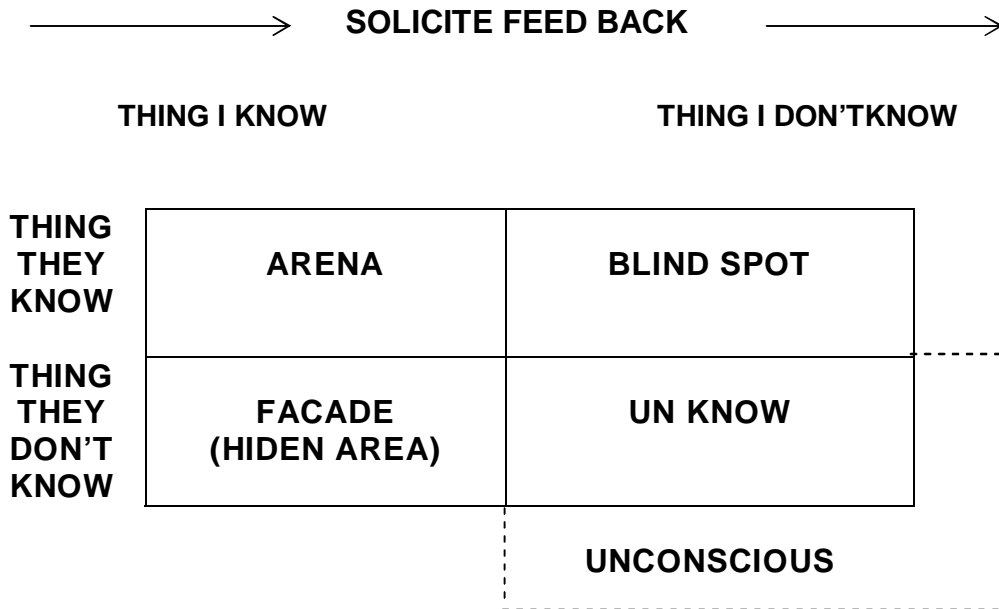 SOLICITE FEED BACK
THING I KNOW
THING I DON'TKNOW
THING
THEY
KNOW
ARENA
BLIND SPOT
THING
THEY
DON'T
KNOW
FACADE
(HIDEN AREA)
UN KNOW
UNCONSCIOUS